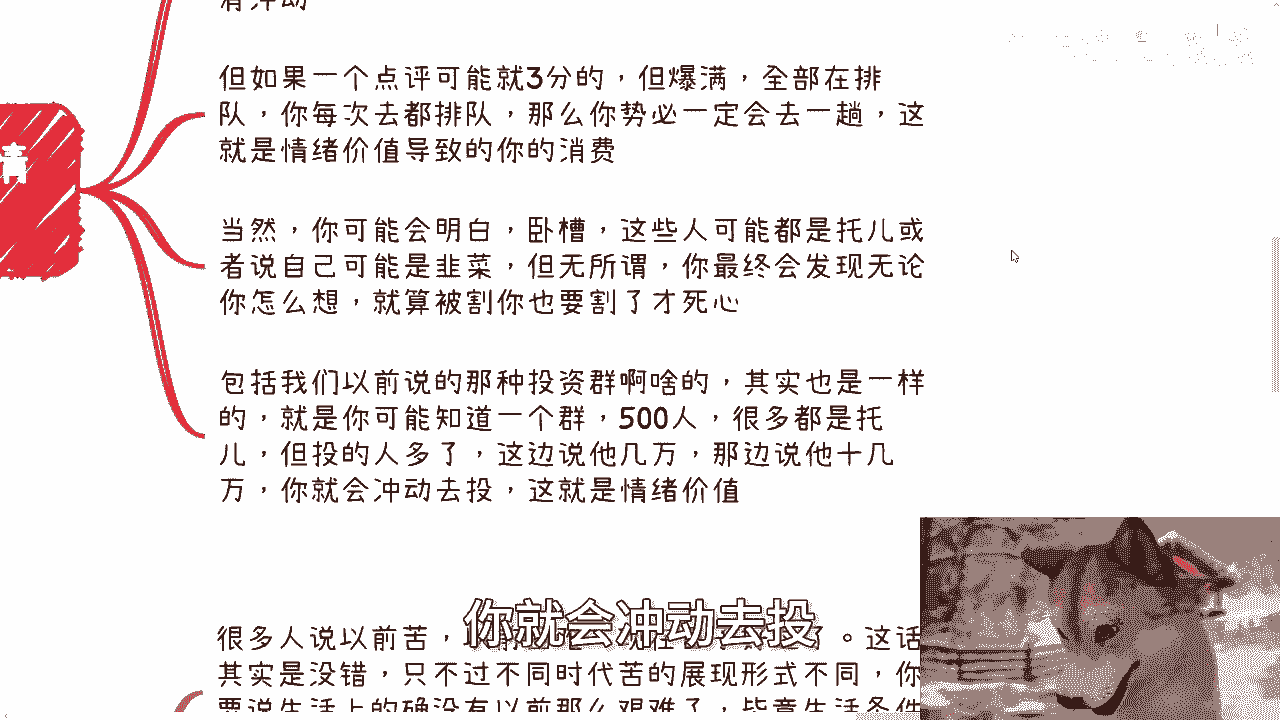 有冲动
但如果一个点评可能就3分的，但爆满，全部在排
队，你每次去都排队，那么你势必一定会去一趟，这
就是情绪价值导致的你的消费
情
当然，你可能会明白，卧槽，这些人可能都是托儿或
者说自己可能是韭菜，但无所谓，你最终会发现无论
你怎么想，就算被割你也要割了才死心
包括我们以前说的那种投资群啊啥的，其实也是一样
的，就是你可能知道一个群，500人，很多都是托
儿，但投的人多了，这边说他几万，那边说他十几
万，你就会冲动去投，这就是情绪价值
你就会冲动去投
很多人说以前苦，
。这话
其实是没错，只不过不同时代苦的展现形式不同，你
要说生活上的确没有以前那么艰难了，毕竟生活条件